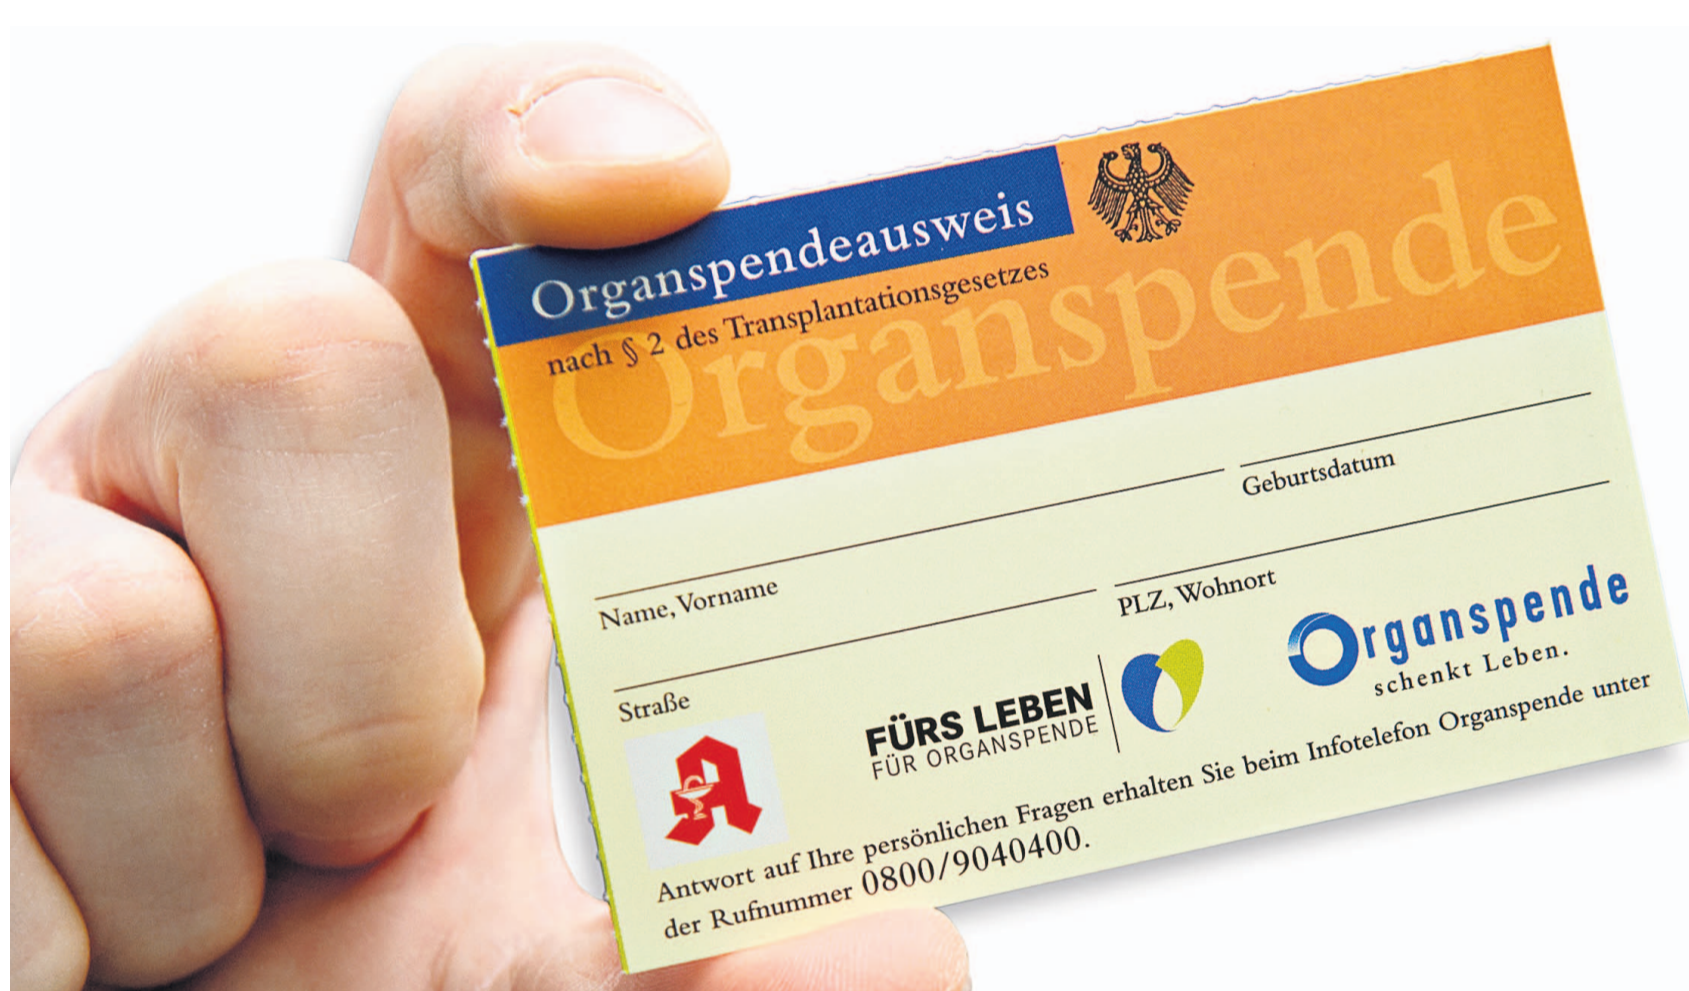 Organspendeausweis
nach § 2 des Transplantationsgesetzes
Organspende
Name, Vorname
Geburtsdatum
Straße
PLZ, Wohnort
FÜRS LEBEN
FÜR ORGANSPENDE
Organspende
schenkt Leben.
Antwort auf Ihre persönlichen Fragen erhalten Sie beim Infotelefon Organspende unter
der Rufnummer 0800/9040400.